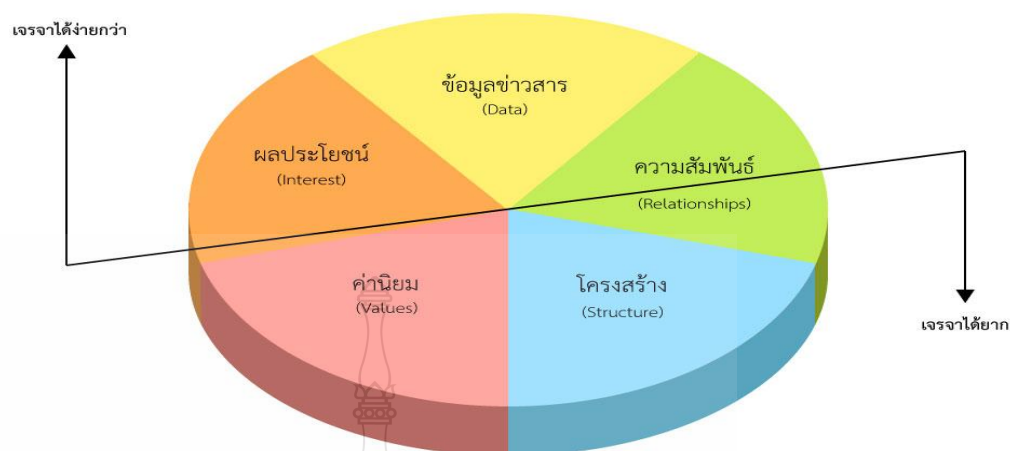 เจรจาได้ง่ายกว่า
ข้อมูลข่าวสาร
(Data)
ผลประโยชน์
(Interest)
ความสัมพันธ์
(Relationships)
ค่านิยม
(Values)
โครงสร้าง
(Structure)
เจรจาได้ยาก